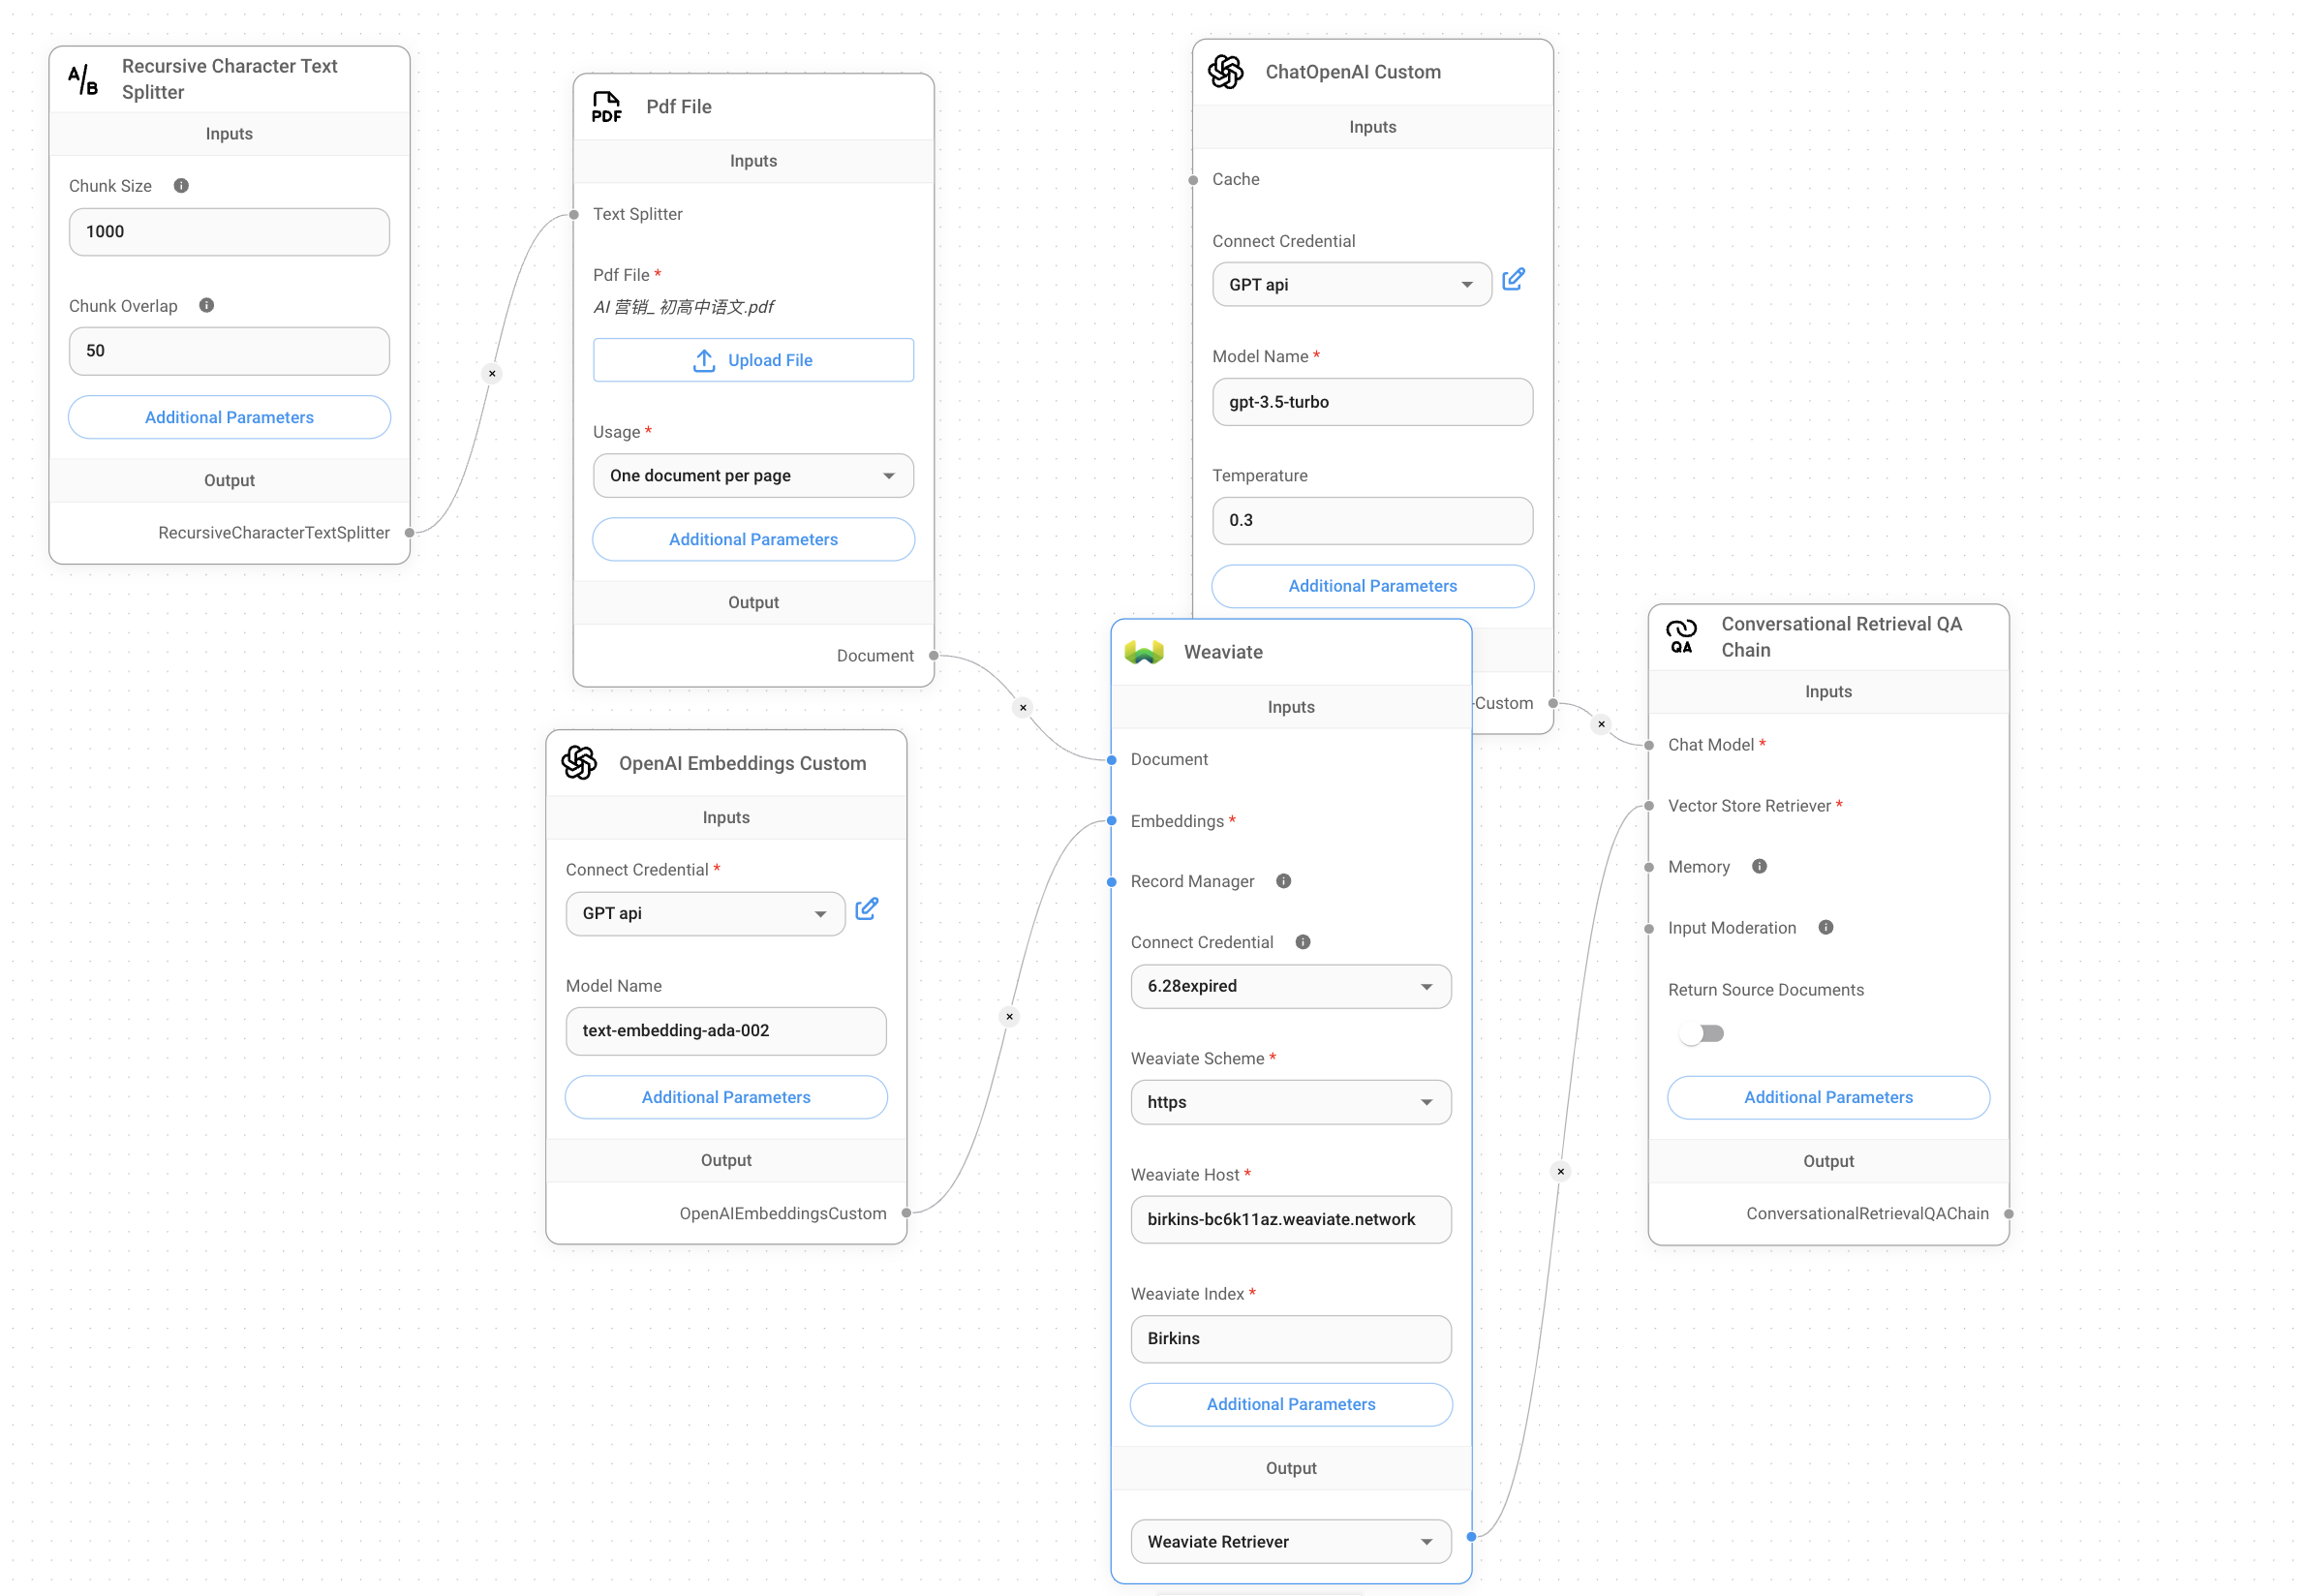 A/B
Recursive Character Text
Splitter
Inputs
Chunk Size
1000
Chunk Overlap
50
Additional Parameters
Output
RecursiveCharacterTextSplitter
PDF
Pdf File
Inputs
Text Splitter
Pdf File *
AI 营销_ 初高中语文.pdf
Upload File
Usage *
One document per page
Additional Parameters
Output
Document
OpenAI Embeddings Custom
Inputs
Connect Credential *
GPT api
Model Name
text-embedding-ada-002
Additional Parameters
Output
OpenAIEmbeddingsCustom
ChatOpenAI Custom
Inputs
Cache
Connect Credential
GPT api
Model Name *
gpt-3.5-turbo
Temperature
0.3
Additional Parameters
-Custom
Weaviate
Inputs
Document
Embeddings *
Record Manager
Connect Credential
6.28expired
Weaviate Scheme *
https
Weaviate Host *
birkins-bc6k11az.weaviate.network
Weaviate Index *
Birkins
Additional Parameters
Output
Weaviate Retriever
QA
Conversational Retrieval QA
Chain
Inputs
Chat Model *
Vector Store Retriever *
Memory
Input Moderation
Return Source Documents
Additional Parameters
Output
ConversationalRetrievalQAChain